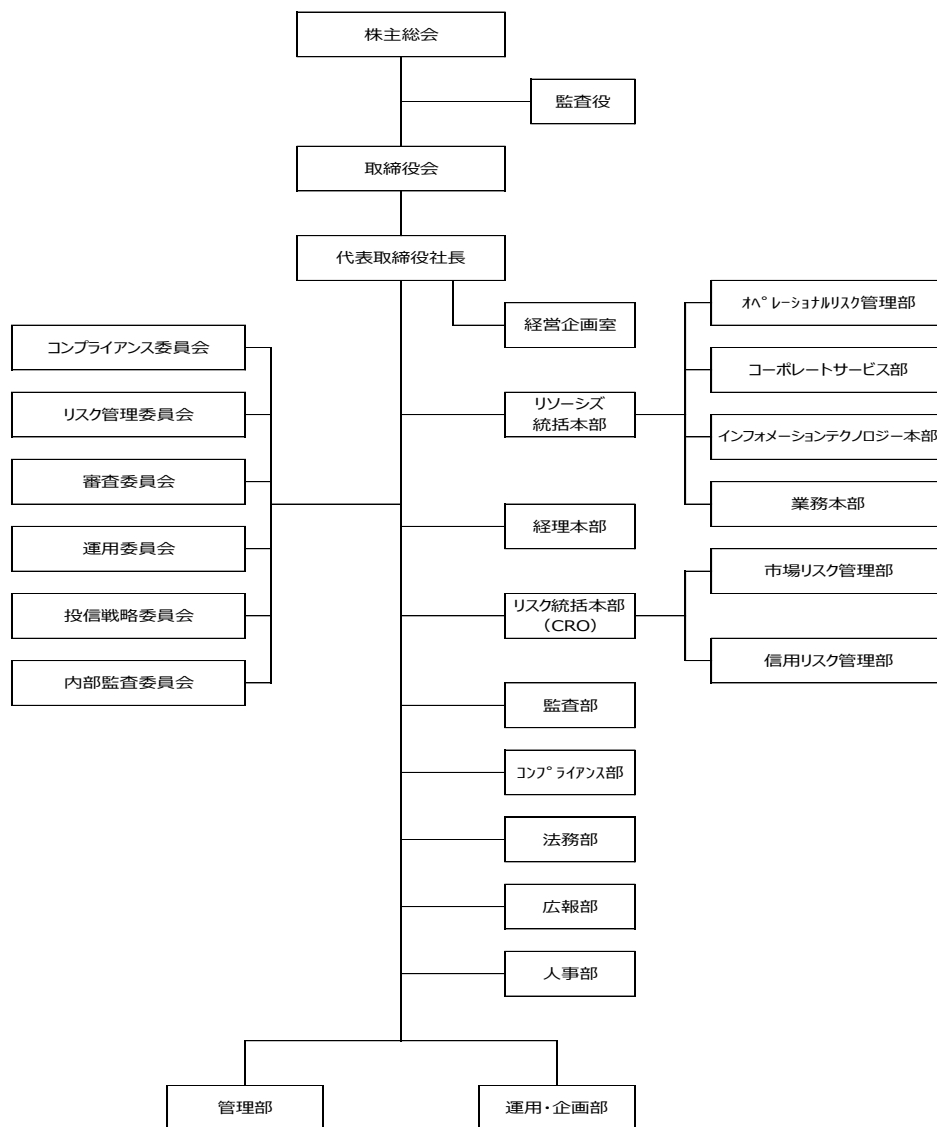 株主総会
監査役
取締役会
代表取締役社長
経営企画室
コンプライアンス委員会
リスク管理委員会
審査委員会
運用委員会
投信戦略委員会
内部監査委員会
リソーシズ
統括本部
ｵﾍﾟﾚｰｼｮﾅﾙﾘｽｸ管理部
コーポレートサービス部
インフォメーションテクノロジー本部
業務本部
経理本部
リスク統括本部
（CRO）
市場リスク管理部
信用リスク管理部
監査部
ｺﾝﾌﾟﾗｲｱﾝｽ部
法務部
広報部
人事部
管理部
運用・企画部